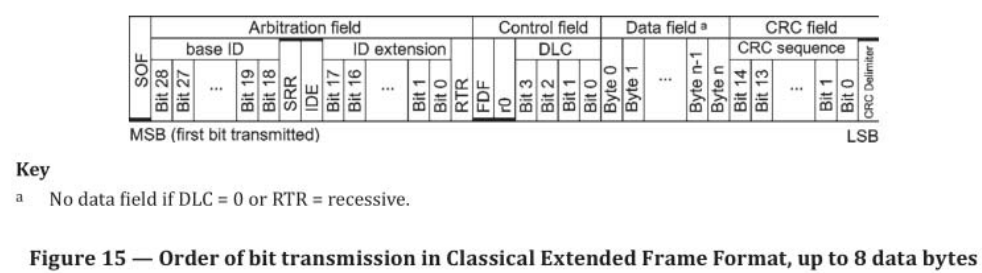 Arbitration field Control field Data field a CRC field
base ID ID extension DLC CRC sequence
SOF Bit 28 Bit 27 ... Bit 19 Bit 18 SRR IDE Bit 17 Bit 16 ... Bit 1 Bit 0 RTR FDF r0 Bit 3 Bit 2 Bit 1 Bit 0 Byte 0 Byte 1 ... Byte n-1 Byte n Bit 14 Bit 13 ... Bit 1 Bit 0 CRC Delimiter
MSB (first bit transmitted) LSB
Key
a No data field if DLC = 0 or RTR = recessive.
Figure 15 — Order of bit transmission in Classical Extended Frame Format, up to 8 data bytes